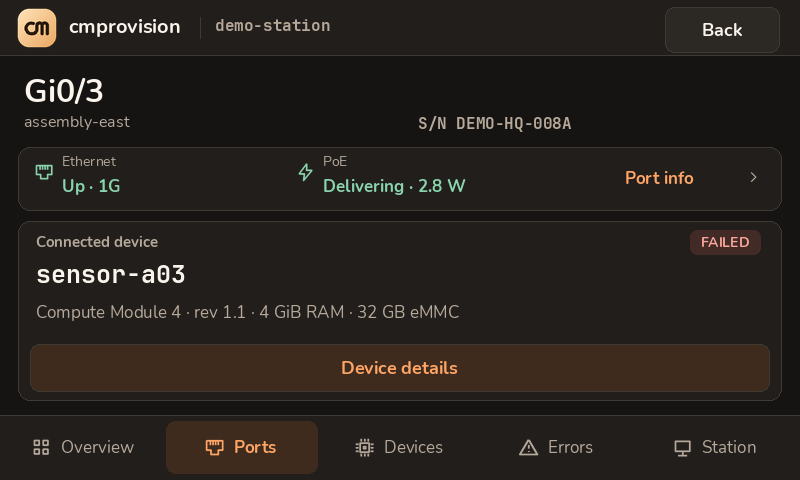 cm cmprovision demo-station Back
Gi0/3
assembly-east S/N DEMO-HQ-008A
Ethernet PoE
Up · 1G Delivering · 2.8 W Port info
Connected device FAILED
sensor-a03
Compute Module 4 · rev 1.1 · 4 GiB RAM · 32 GB eMMC
Device details
Overview Ports Devices Errors Station